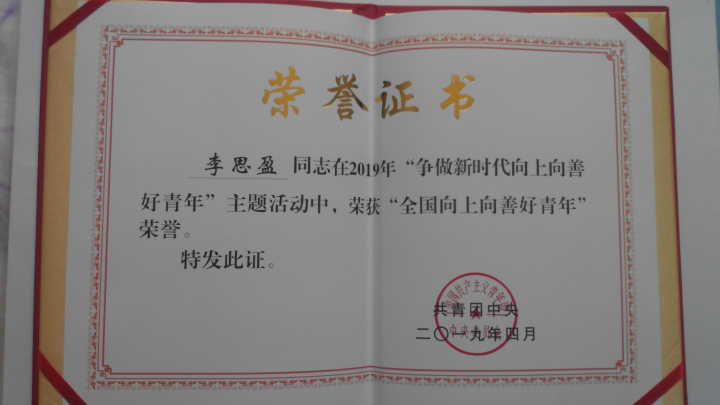 荣誉证书
李思盈 同志在2019年“争做新时代向上向善
好青年”主题活动中，荣获“全国向上向善好青年”
荣誉。
特发此证。
共青团中央
二〇一九年四月